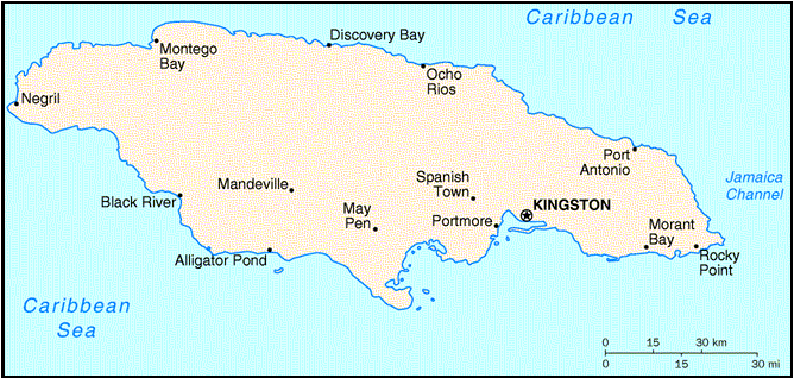 Caribbean Sea
Discovery Bay
Montego
Bay
Ocho
Rios
Negril
Port
Antonio
Jamaica
Channel
Spanish
Town
Mandeville
Black River
KINGSTON
May
Pen
Portmore
Morant
Bay
Alligator Pond
Rocky
Point
Caribbean
Sea
0 15 30 km
0 15 30 mi